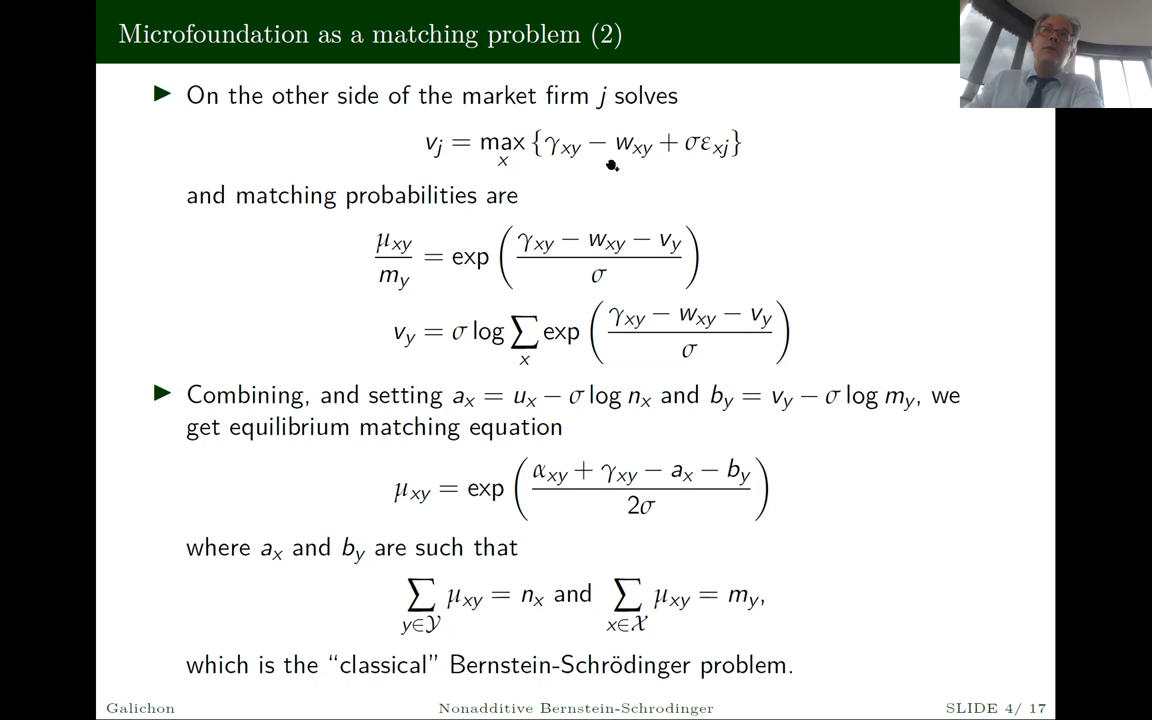 Microfoundation as a matching problem (2)
▶ On the other side of the market firm j solves
v_j = max_x {γ_xy − w_xy + σε_xj}
and matching probabilities are
μ_xy / m_y = exp ( (γ_xy − w_xy − v_y) / σ )
v_y = σ log ∑_x exp ( (γ_xy − w_xy − v_y) / σ )
▶ Combining, and setting a_x = u_x − σ log n_x and b_y = v_y − σ log m_y, we
get equilibrium matching equation
μ_xy = exp ( (α_xy + γ_xy − a_x − b_y) / 2σ )
where a_x and b_y are such that
∑_{y∈𝒴} μ_xy = n_x and ∑_{x∈𝒳} μ_xy = m_y,
which is the “classical” Bernstein-Schrödinger problem.
Galichon Nonadditive Bernstein-Schrodinger SLIDE 4/ 17